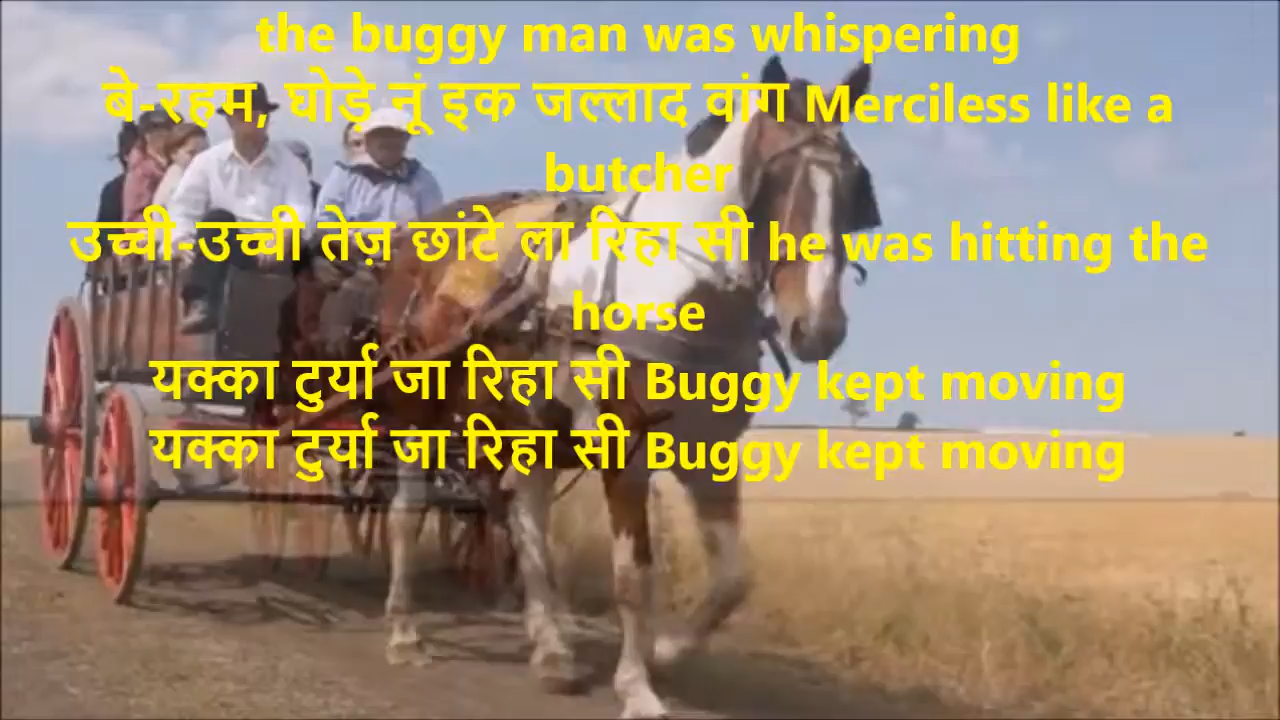 the buggy man was whispering
बे-रहम, घोड़े नूं इक जल्लाद वांग Merciless like a
butcher
उच्ची-उच्ची तेज़ छांटे ला रिहा सी he was hitting the
horse
यक्का टुर्या जा रिहा सी Buggy kept moving
यक्का टुर्या जा रिहा सी Buggy kept moving